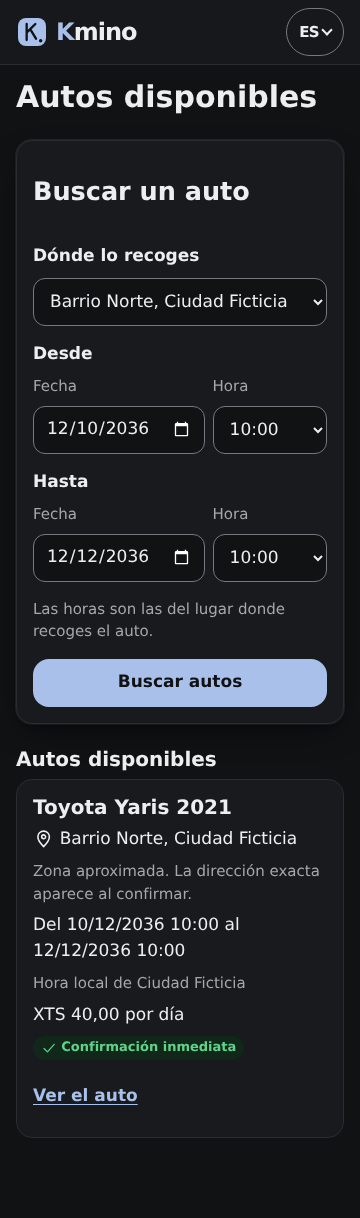 K. Kmino
ES
Autos disponibles
Buscar un auto
Dónde lo recoges
Barrio Norte, Ciudad Ficticia
Desde
Fecha Hora
12/10/2036 10:00
Hasta
Fecha Hora
12/12/2036 10:00
Las horas son las del lugar donde
recoges el auto.
Buscar autos
Autos disponibles
Toyota Yaris 2021
Barrio Norte, Ciudad Ficticia
Zona aproximada. La dirección exacta
aparece al confirmar.
Del 10/12/2036 10:00 al
12/12/2036 10:00
Hora local de Ciudad Ficticia
XTS 40,00 por día
Confirmación inmediata
Ver el auto